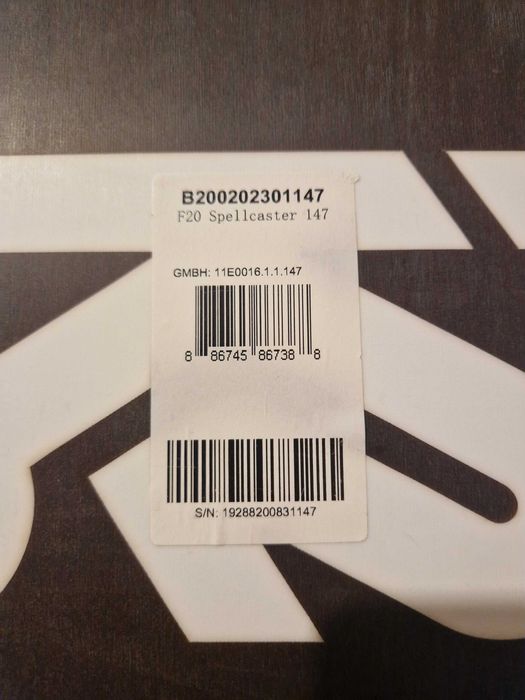 B200202301147
F20 Spellcaster 147
GMBH: 11E0016.1.1.147
8 86745 86738 8
S/N: 19288200831147